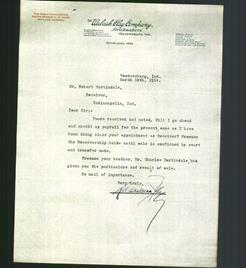 The Wabash Clay Company
Veedersburg, Ind.
March 18th, 1914.
Mr. Robert Martindale,
Receiver,
Indianapolis, Ind.
Dear Sir:-
Yours received and noted, Will I go ahead
and credit up payroll for the present same as I have
been doing since your appointment as Receiver? Presume
the Receivership holds until sale is confirmed by court
and transfer made.
Presume your brother, Mr. Charles Martindale, has
given you the particulars and result of sale.
No mail of importance.
Very truly,